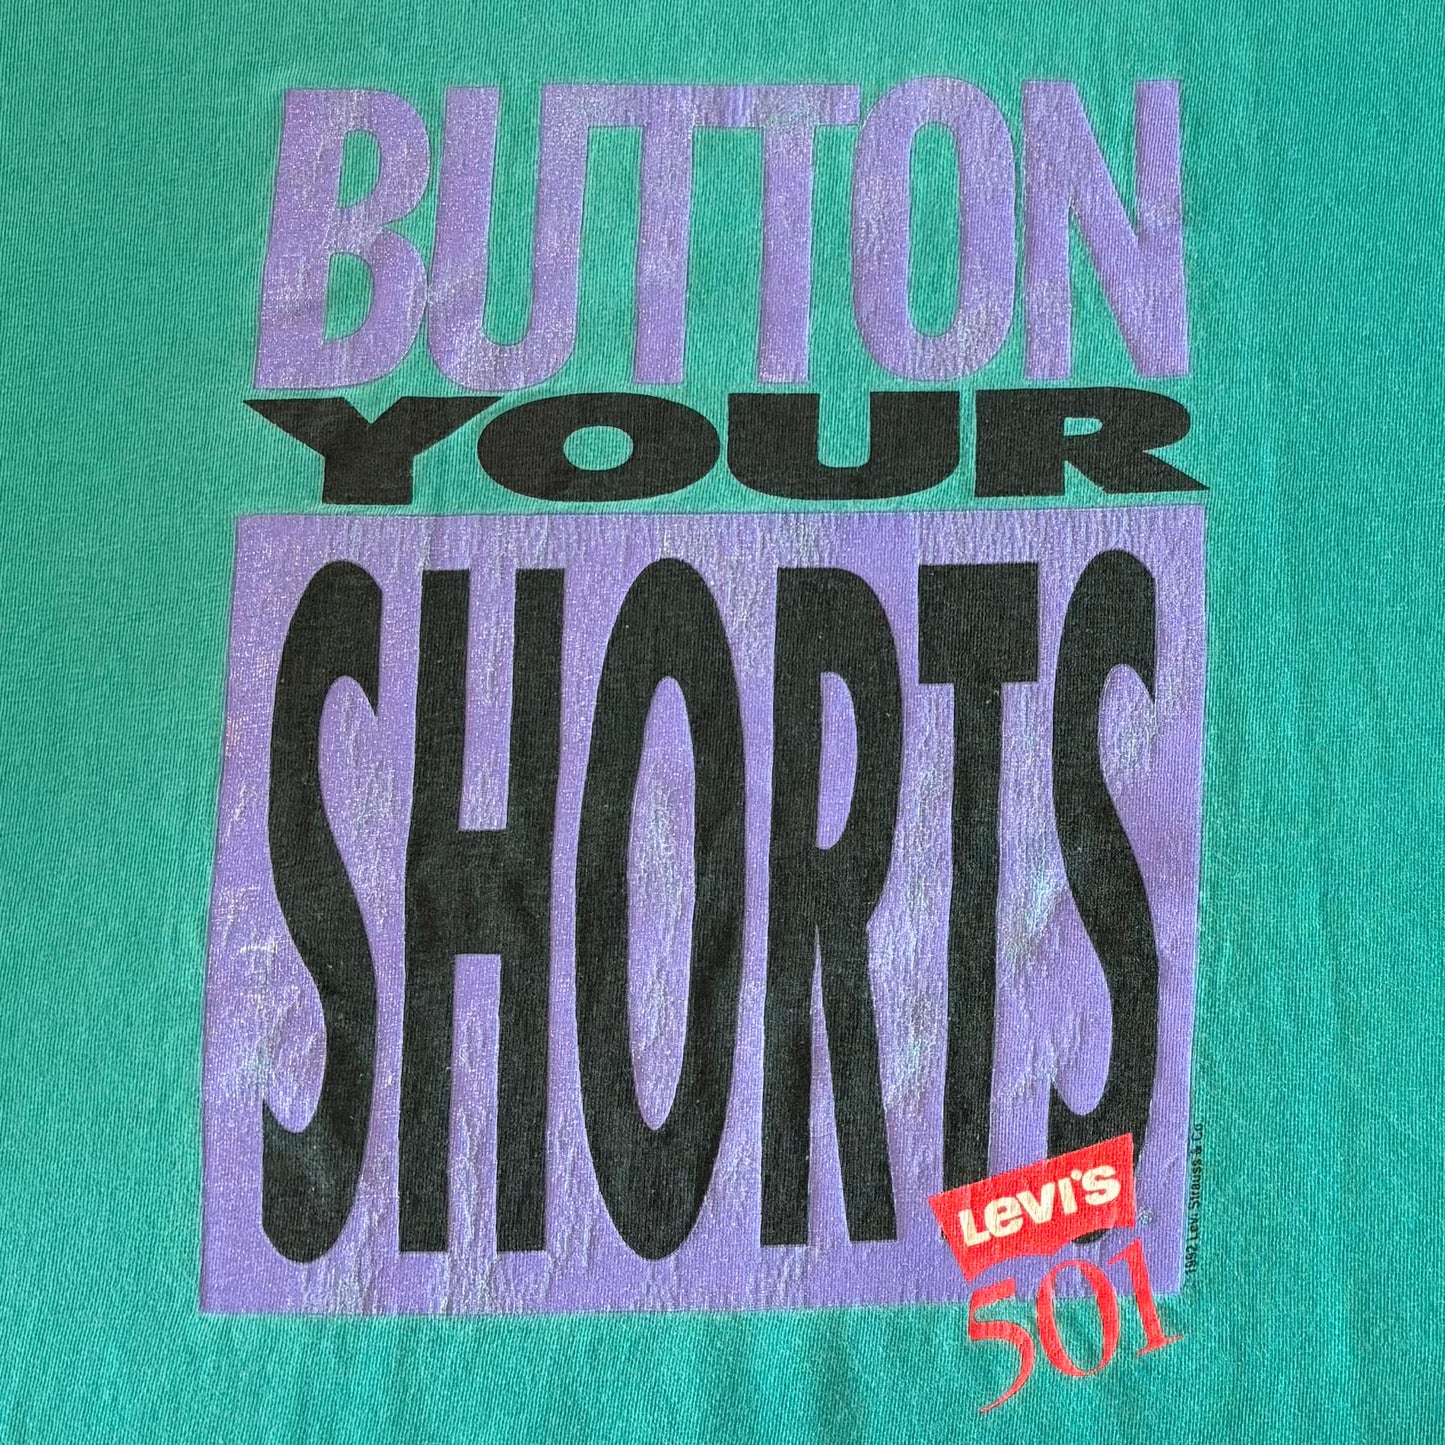 BUTTON
YOUR
SHORTS
Levi's
501
1992 Levi Strauss & Co